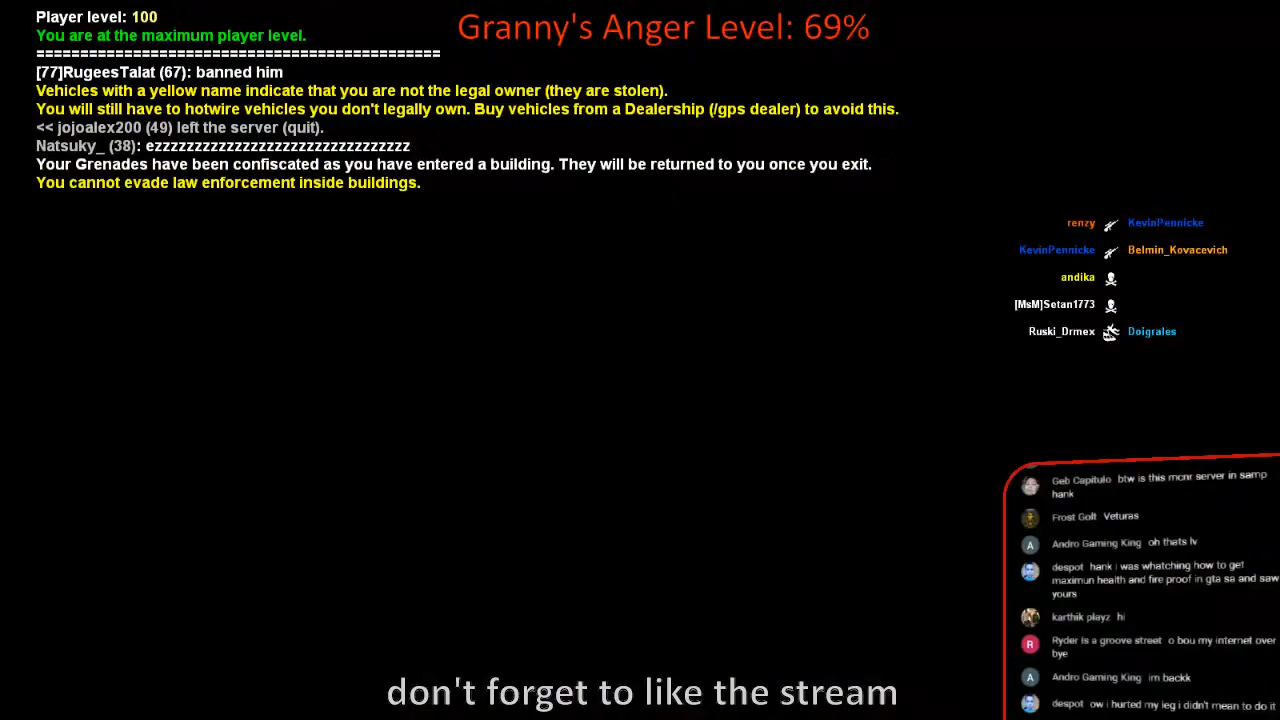 Player level: 100
Granny's Anger Level: 69%
You are at the maximum player level.
==============================================
[77]RugeesTalat (67): banned him
Vehicles with a yellow name indicate that you are not the legal owner (they are stolen).
You will still have to hotwire vehicles you don't legally own. Buy vehicles from a Dealership (/gps dealer) to avoid this.
<< jojoalex200 (49) left the server (quit).
Natsuky_ (38): ezzzzzzzzzzzzzzzzzzzzzzzzzzzzzzzz
Your Grenades have been confiscated as you have entered a building. They will be returned to you once you exit.
You cannot evade law enforcement inside buildings.
renzy KevinPennicke
KevinPennicke Belmin_Kovacevich
andika
[MsM]Setan1773
Ruski_Drmex Doigrales
Geb Capitulo btw is this mcnr server in samp
hank
Frost Golt Veturas
A Andro Gaming King oh thats lv
despot hank i was whatching how to get
maximun health and fire proof in gta sa and saw
yours
karthik playz hi
R Ryder is a groove street o bou my internet over
bye
A Andro Gaming King im backk
despot ow i hurted my leg i didn't mean to do it
don't forget to like the stream